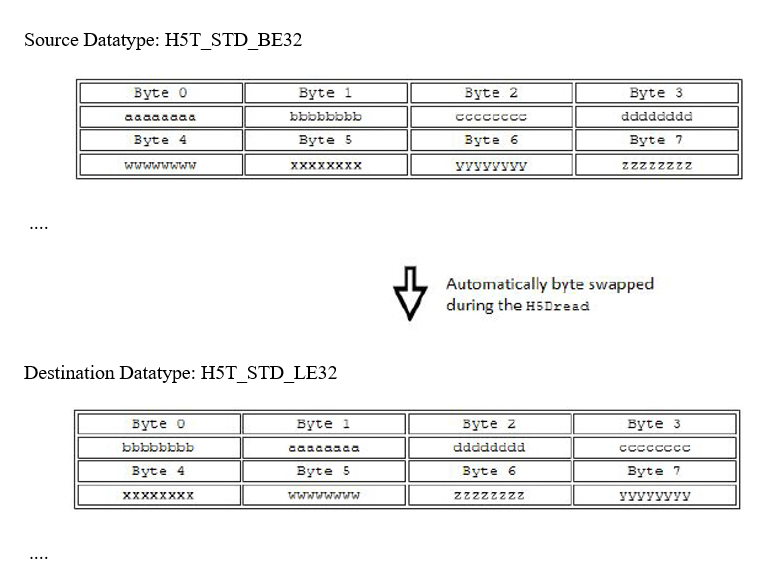 Source Datatype: H5T_STD_BE32
Byte 0 Byte 1 Byte 2 Byte 3
aaaaaaaa bbbbbbbb cccccccc dddddddd
Byte 4 Byte 5 Byte 6 Byte 7
wwwwwwww xxxxxxxx yyyyyyyy zzzzzzzz
....
Automatically byte swapped
during the H5Dread
Destination Datatype: H5T_STD_LE32
Byte 0 Byte 1 Byte 2 Byte 3
bbbbbbbb aaaaaaaa dddddddd cccccccc
Byte 4 Byte 5 Byte 6 Byte 7
xxxxxxxx wwwwwwww zzzzzzzz yyyyyyyy
....